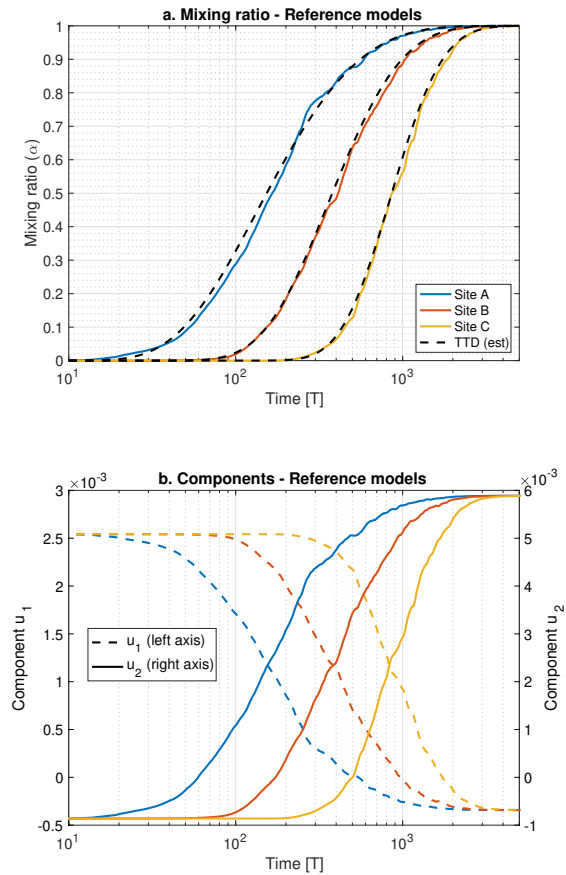 a. Mixing ratio - Reference models
Mixing ratio (α)
1
0.9
0.8
0.7
0.6
0.5
0.4
0.3
0.2
0.1
0
10^1
10^2
10^3
Time [T]
Site A
Site B
Site C
TTD (est)
b. Components - Reference models
×10^-3
×10^-3
Component u_1
3
2.5
2
1.5
1
0.5
0
-0.5
u_1 (left axis)
u_2 (right axis)
6
5
4
3
2
1
0
-1
Component u_2
10^1
10^2
10^3
Time [T]